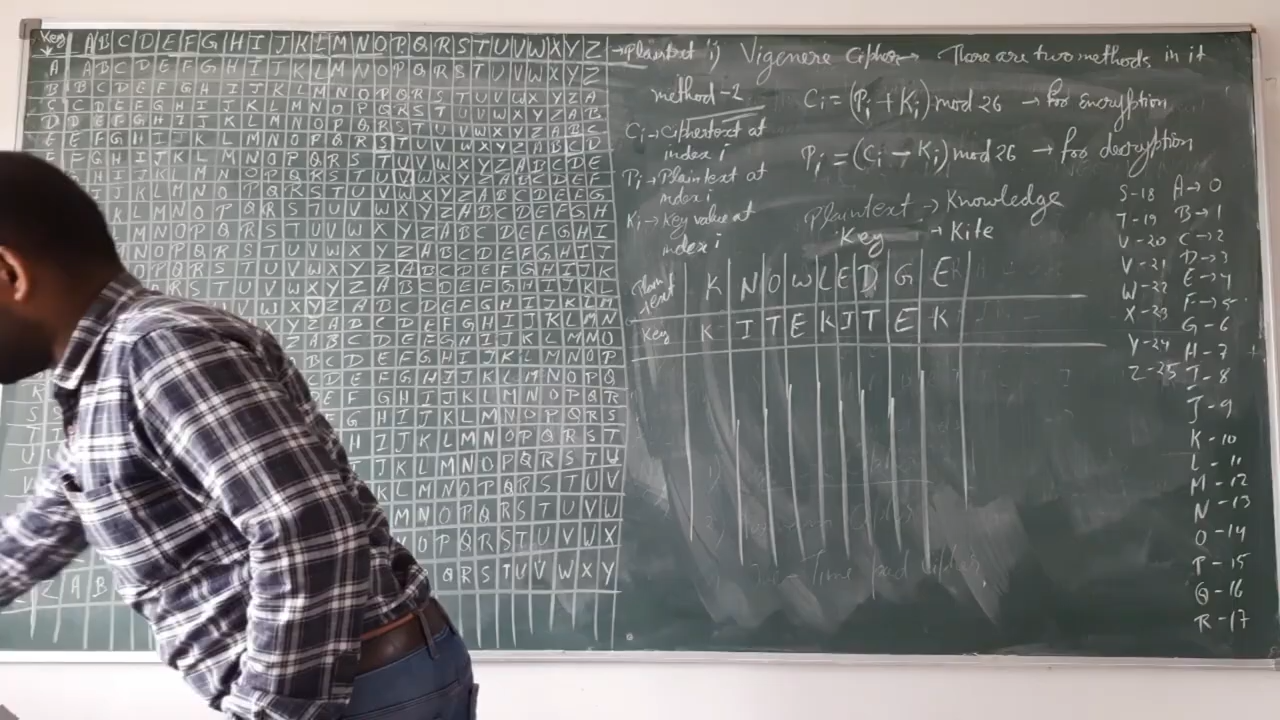 Key A B C D E F G H I J K L M N O P Q R S T U V W X Y Z → Plaintext
A A B C D E F G H I J K L M N O P Q R S T U V W X Y Z
B B C D E F G H I J K L M N O P Q R S T U V W X Y Z A
C C D E F G H I J K L M N O P Q R S T U V W X Y Z A B
D D E F G H I J K L M N O P Q R S T U V W X Y Z A B C
E E F G H I J K L M N O P Q R S T U V W X Y Z A B C D
F F G H I J K L M N O P Q R S T U V W X Y Z A B C D E
G H I J K L M N O P Q R S T U V W X Y Z A B C D E F
I J K L M N O P Q R S T U V W X Y Z A B C D E F G
K L M N O P Q R S T U V W X Y Z A B C D E F G H
M N O P Q R S T U V W X Y Z A B C D E F G H I
N O P Q R S T U V W X Y Z A B C D E F G H I J
O P Q R S T U V W X Y Z A B C D E F G H I J K
R S T U V W X Y Z A B C D E F G H I J K L
U V W X Y Z A B C D E F G H I J K L M
X Y Z A B C D E F G H I J K L M N
Z A B C D E F G H I J K L M N O
B C D E F G H I J K L M N O P
C D E F G H I J K L M N O P Q
R D E F G H I J K L M N O P Q R
S S F G H I J K L M N O P Q R S
T T H I J K L M N O P Q R S T
U U J K L M N O P Q R S T U
V K L M N O P Q R S T U V
M N O P Q R S T U V W
O P Q R S T U V W X
Z A B Q R S T U V W X Y
1) Vigenere Cipher → There are two methods in it
method-2
Ci = (Pi + Ki) mod 26 → for encryption
Pi = (Ci - Ki) mod 26 → for decryption
Ci → Ciphertext at
index i
Pi → Plaintext at
index i
Ki → Key value at
index i
Plaintext → Knowledge
Key → Kite
Plain text K N O W L E D G E
Key K I T E K I T E K
S-18 A→0
T-19 B→1
U-20 C→2
V-21 D→3
W-22 E→4
X-23 F→5
G-6
Y-24 H-7
Z-25 I-8
J-9
K-10
L-11
M-12
N-13
O-14
P-15
Q-16
R-17